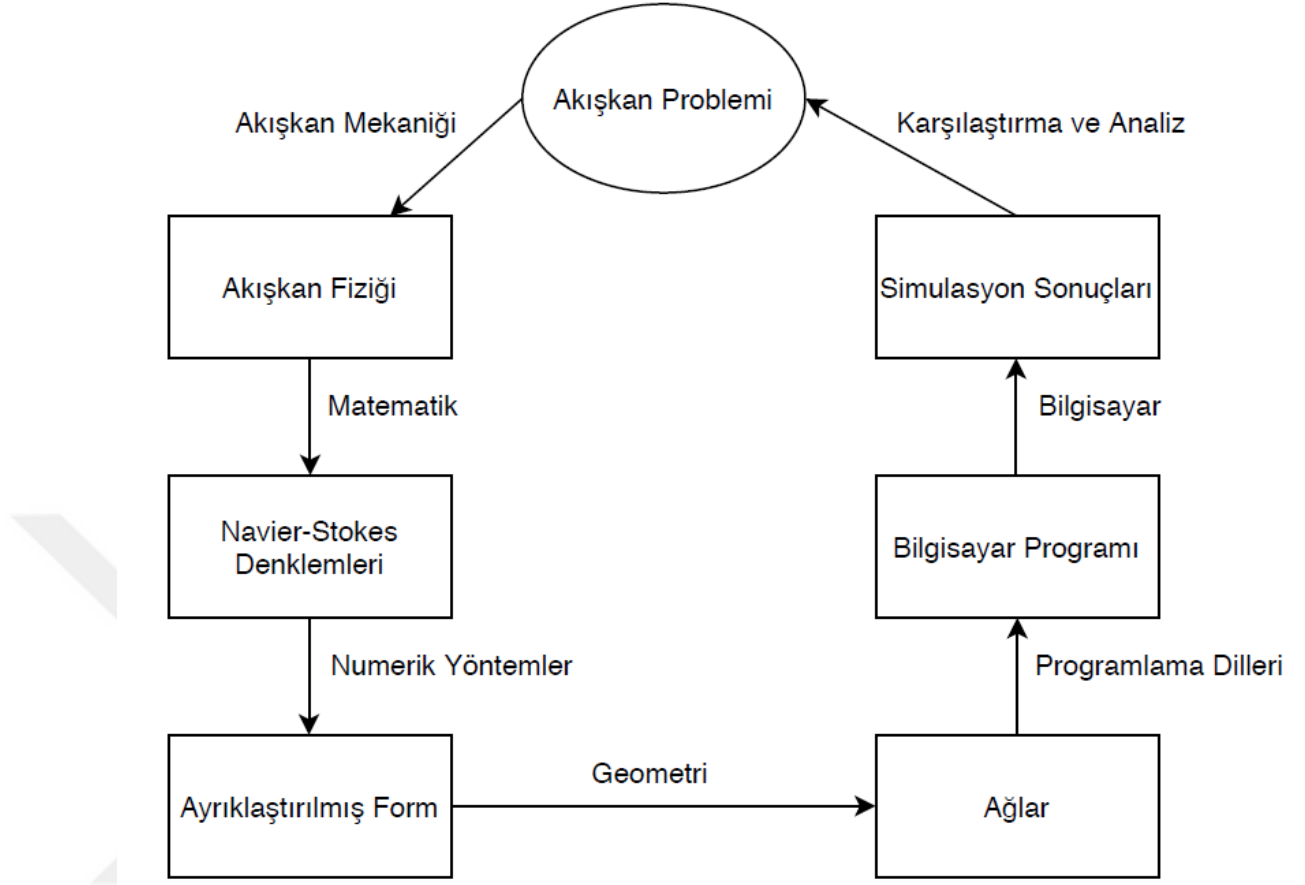 Akışkan Problemi
Akışkan Mekaniği
Karşılaştırma ve Analiz
Akışkan Fiziği
Simulasyon Sonuçları
Matematik
Bilgisayar
Navier-Stokes
Denklemleri
Bilgisayar Programı
Numerik Yöntemler
Programlama Dilleri
Geometri
Ayrıklaştırılmış Form
Ağlar